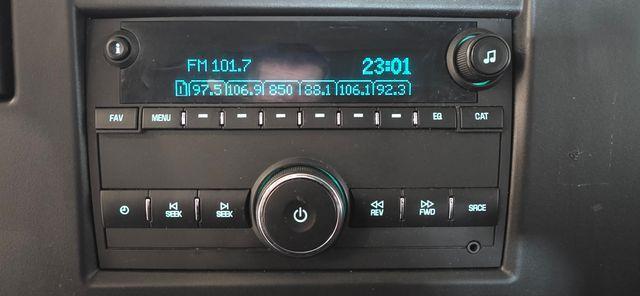 FM 101.7 23:01
1 97.5 106.9 850 88.1 106.1 92.3
FAV MENU EQ CAT
SEEK SEEK REV FWD SRCE